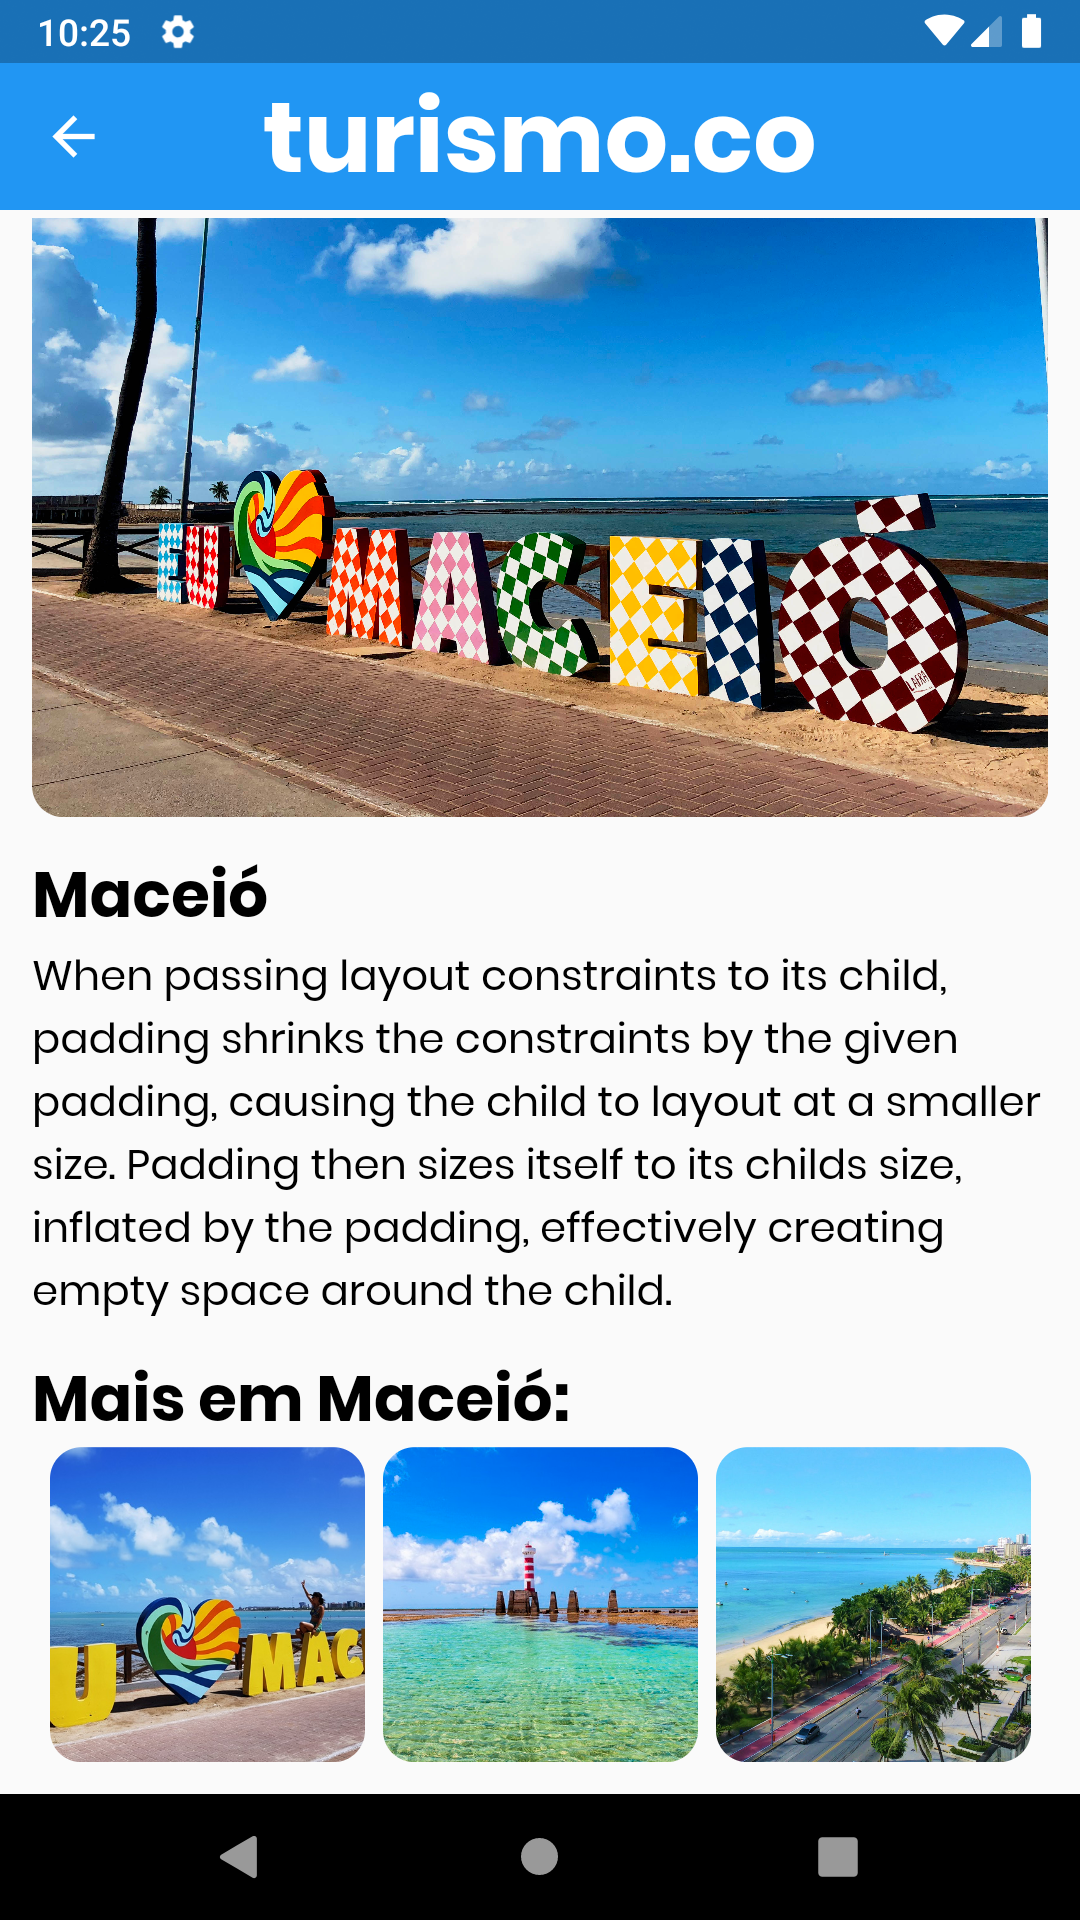 10:25
turismo.co
EU MACEIÓ
LAFRA
Maceió
When passing layout constraints to its child,
padding shrinks the constraints by the given
padding, causing the child to layout at a smaller
size. Padding then sizes itself to its childs size,
inflated by the padding, effectively creating
empty space around the child.
Mais em Maceió:
U MAC